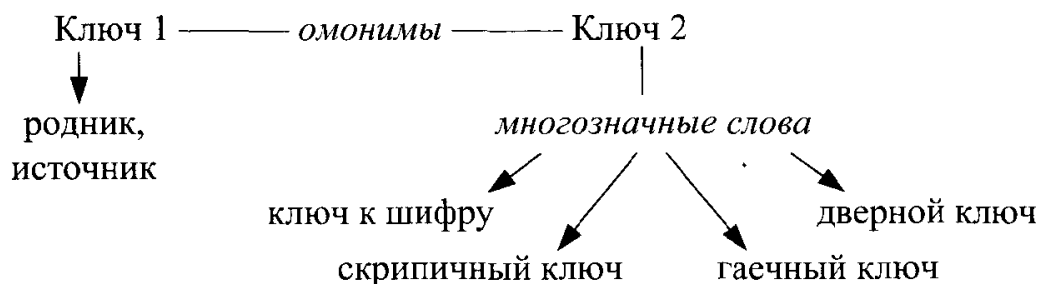 Ключ 1 — омонимы — Ключ 2
родник, многозначные слова
источник
ключ к шифру дверной ключ
скрипичный ключ гаечный ключ